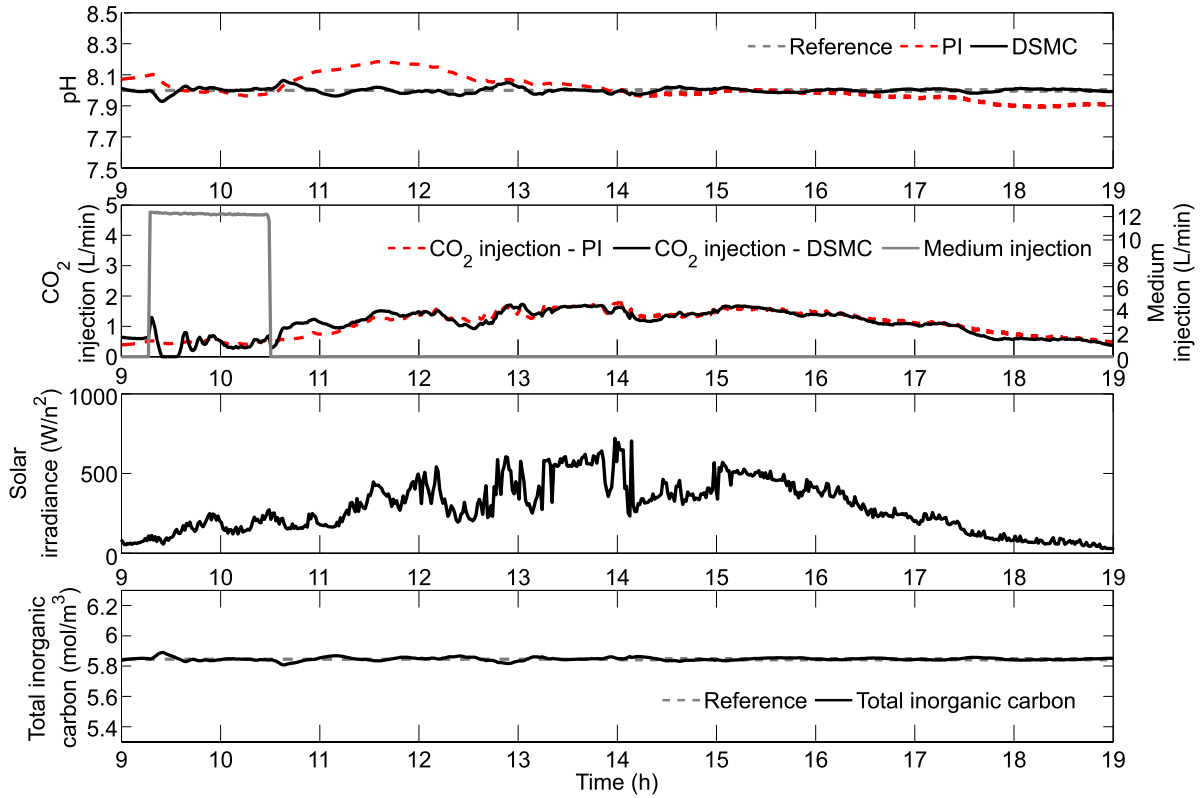 8.5
8.3
8.1
7.9
7.7
7.5
pH
Reference PI DSMC
9 10 11 12 13 14 15 16 17 18 19
5
4
3
2
1
0
CO2
injection (L/min)
CO2 injection - PI CO2 injection - DSMC Medium injection
12
10
8
6
4
2
0
Medium
injection (L/min)
9 10 11 12 13 14 15 16 17 18 19
1000
500
0
Solar
irradiance (W/n²)
9 10 11 12 13 14 15 16 17 18 19
6.2
6
5.8
5.6
5.4
Total inorganic
carbon (mol/m³)
Reference Total inorganic carbon
9 10 11 12 13 14 15 16 17 18 19
Time (h)